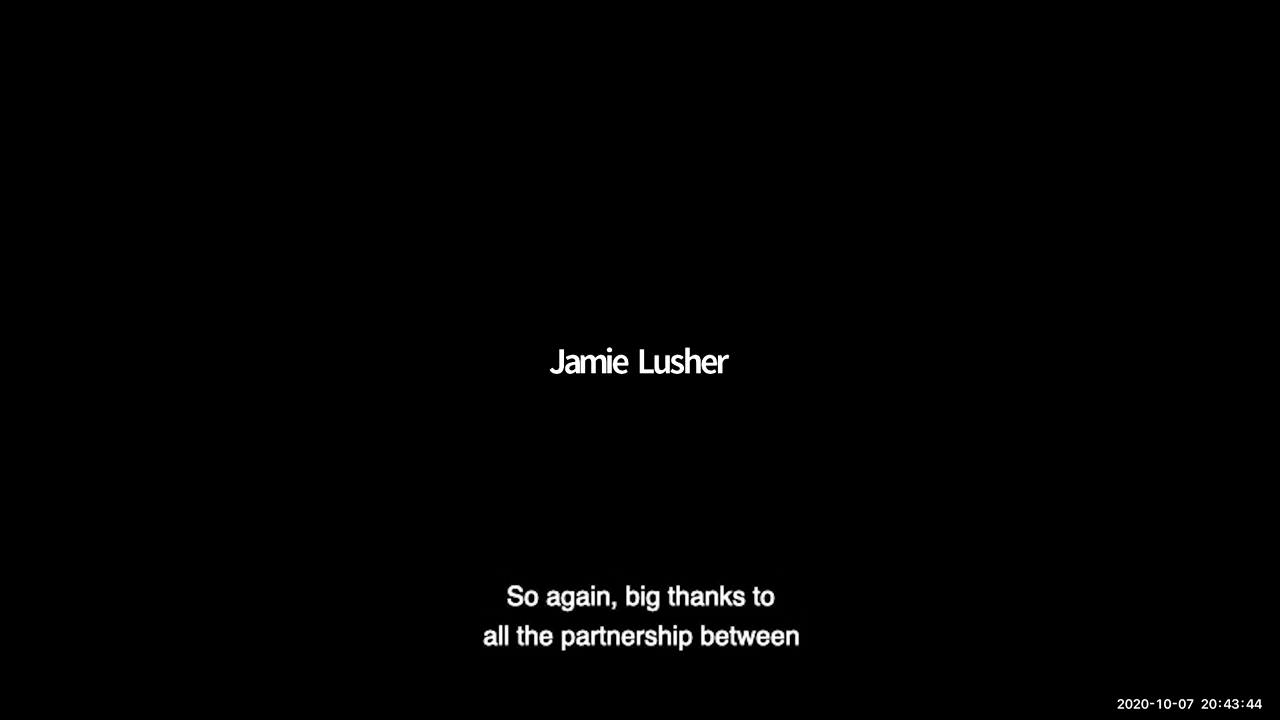 Jamie Lusher
So again, big thanks to
all the partnership between
2020-10-07 20:43:44